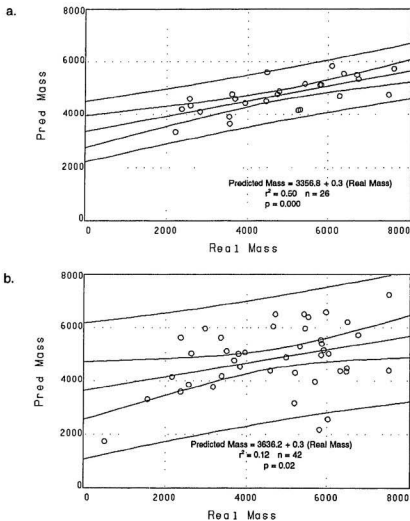 a.
8000
6000
4000
2000
0
Pred Mass
0 2000 4000 6000 8000
Real Mass
Predicted Mass = 3356.8 + 0.3 (Real Mass)
r² = 0.50 n = 26
p = 0.000
b.
8000
6000
4000
2000
0
Pred Mass
0 2000 4000 6000 8000
Real Mass
Predicted Mass = 3636.2 + 0.3 (Real Mass)
r² = 0.12 n = 42
p = 0.02